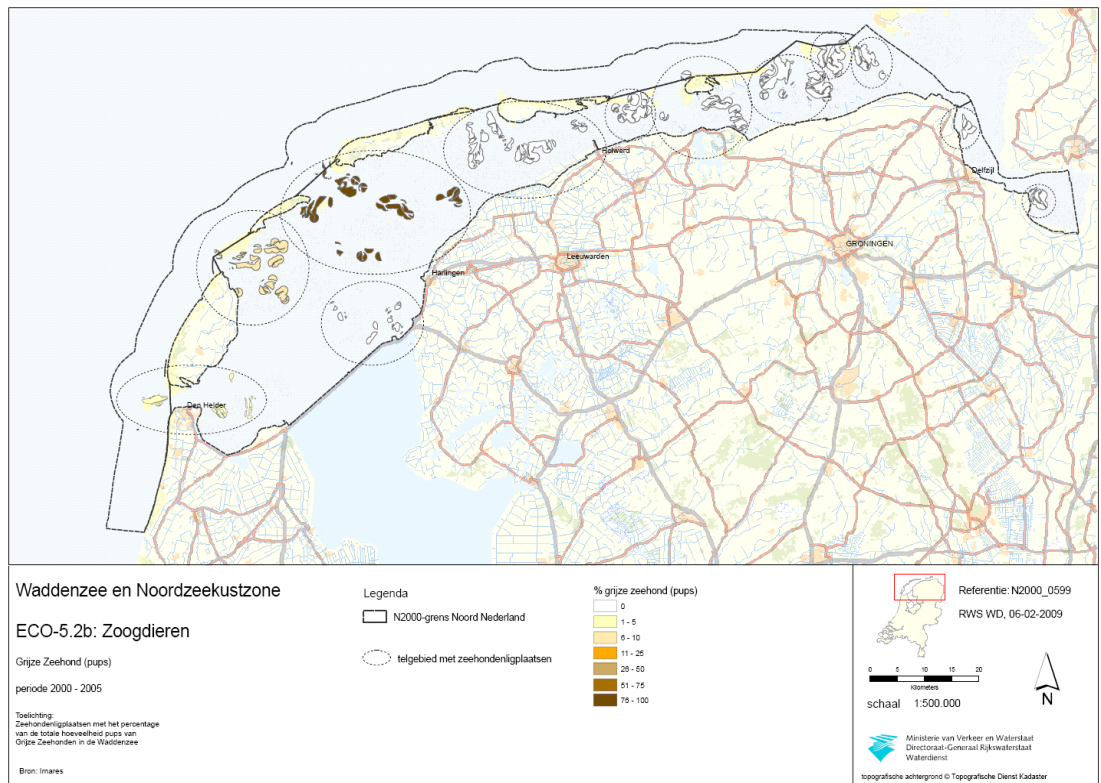 Holwerd
Delfzijl
GRONINGEN
Leeuwarden
Harlingen
Den Helder
Waddenzee en Noordzeekustzone
ECO-5.2b: Zoogdieren
Grijze Zeehond (pups)
periode 2000 - 2005
Toelichting:
Zeehondenligplaatsen met het percentage
van de totale hoeveelheid pups van
Grijze Zeehonden in de Waddenzee
Bron: Imares
Legenda
N2000-grens Noord Nederland
telgebied met zeehondenligplaatsen
% grijze zeehond (pups)
0
1 - 5
6 - 10
11 - 25
26 - 50
51 - 75
76 - 100
Referentie: N2000_0599
RWS WD, 06-02-2009
0 5 10 15 20
Kilometers
schaal 1:500.000
N
Ministerie van Verkeer en Waterstaat
Directoraat-Generaal Rijkswaterstaat
Waterdienst
topografische achtergrond © Topografische Dienst Kadaster